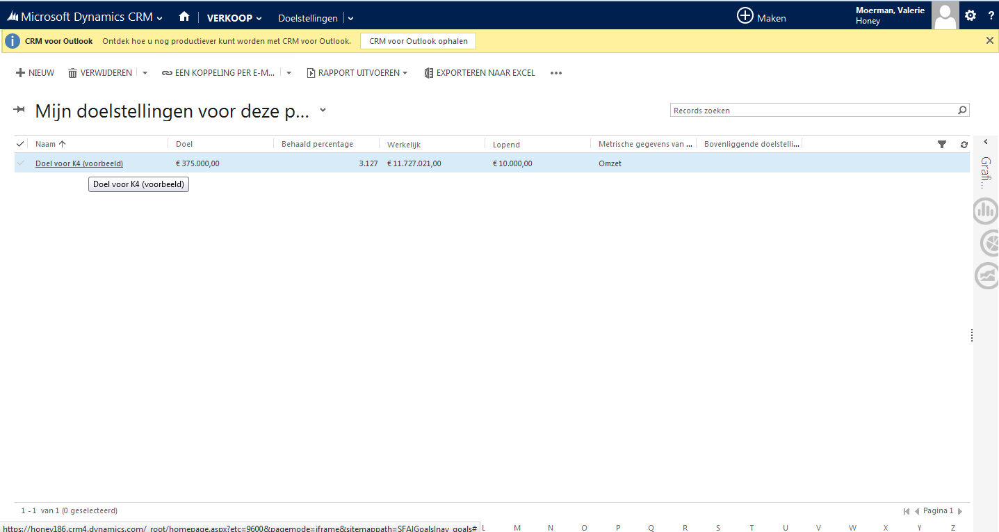 Microsoft Dynamics CRM VERKOOP Doelstellingen Maken Moerman, Valerie
Honey ?
i CRM voor Outlook Ontdek hoe u nog productiever kunt worden met CRM voor Outlook. CRM voor Outlook ophalen
NIEUW VERWIJDEREN EEN KOPPELING PER E-M... RAPPORT UITVOEREN EXPORTEREN NAAR EXCEL
Mijn doelstellingen voor deze p... Records zoeken
Naam Doel Behaald percentage Werkelijk Lopend Metrische gegevens van ... Bovenliggende doelstelli...
Doel voor K4 (voorbeeld) € 375.000,00 3.127 € 11.727.021,00 € 10.000,00 Omzet
Doel voor K4 (voorbeeld)
Grafi...
1 - 1 van 1 (0 geselecteerd) Pagina 1
https://honey186.crm4.dynamics.com/_root/homepage.aspx?etc=9600&pagemode=iframe&sitemappath=SFA|Goals|nav_goals# L M N O P Q R S T U V W X Y Z